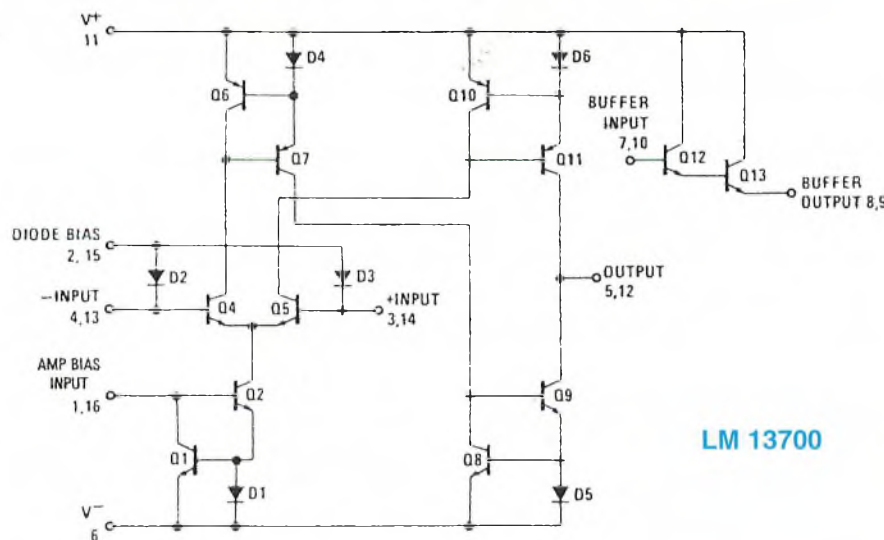 V+
11
D4
D6
Q6
Q10
BUFFER
INPUT
7,10
Q7
Q11
Q12
Q13
BUFFER
OUTPUT 8,9
DIODE BIAS
2, 15
D2
D3
OUTPUT
5,12
—INPUT
4,13
Q4
Q5
+INPUT
3,14
AMP BIAS
INPUT
1,16
Q2
Q9
LM 13700
Q1
Q8
D1
D5
V−
6